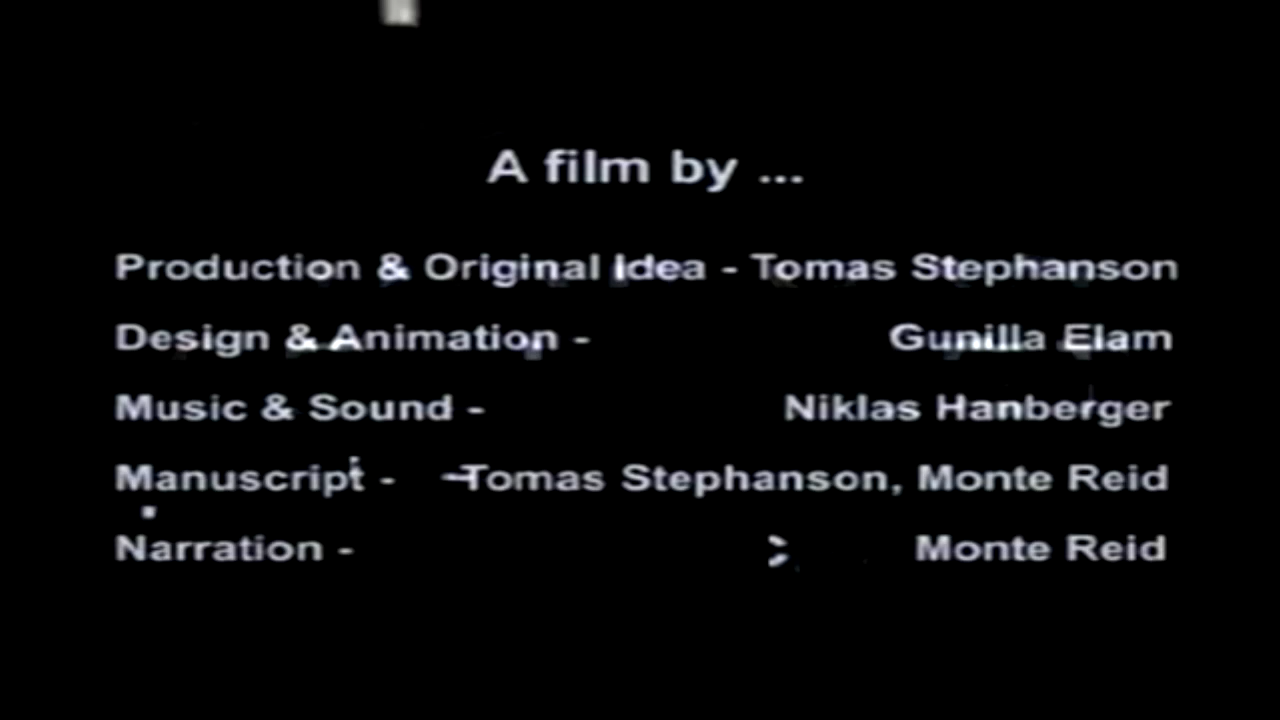 A film by ...
Production & Original Idea - Tomas Stephanson
Design & Animation - Gunilla Elam
Music & Sound - Niklas Hanberger
Manuscript - Tomas Stephanson, Monte Reid
Narration - Monte Reid